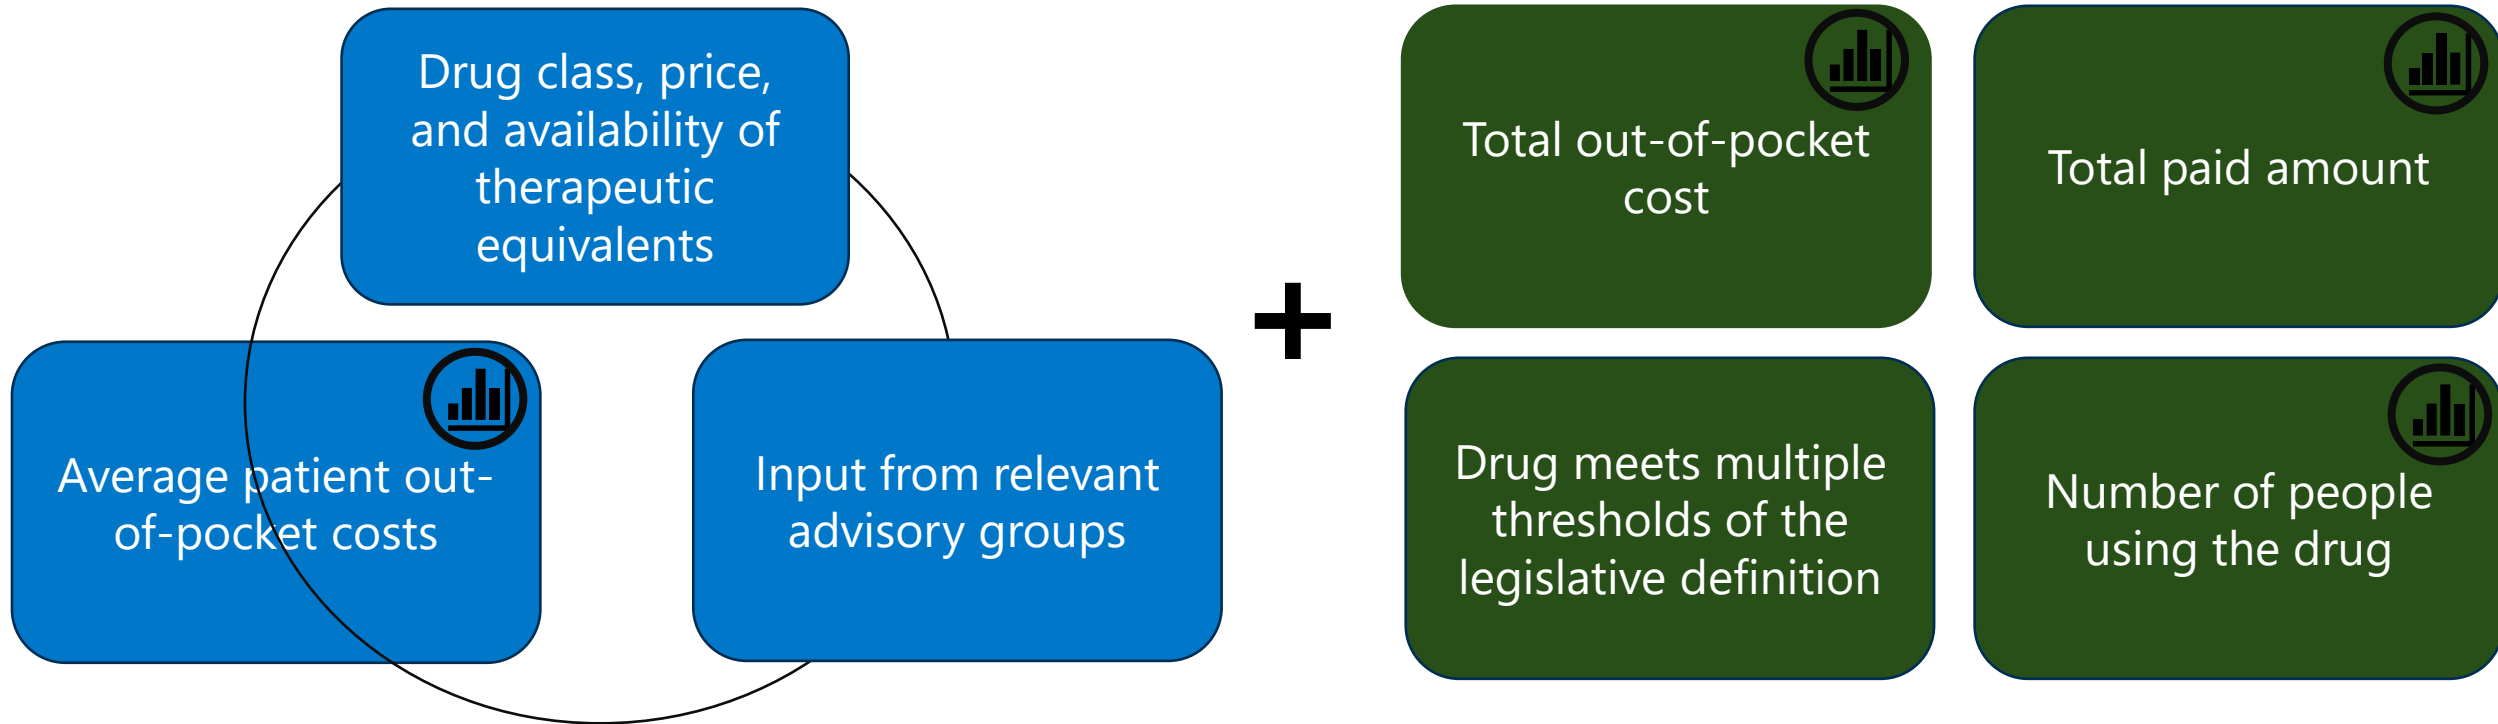 Drug class, price,
and availability of
therapeutic
equivalents
Average patient out-
of-pocket costs
Input from relevant
advisory groups
+
Total out-of-pocket
cost
Total paid amount
Drug meets multiple
thresholds of the
legislative definition
Number of people
using the drug